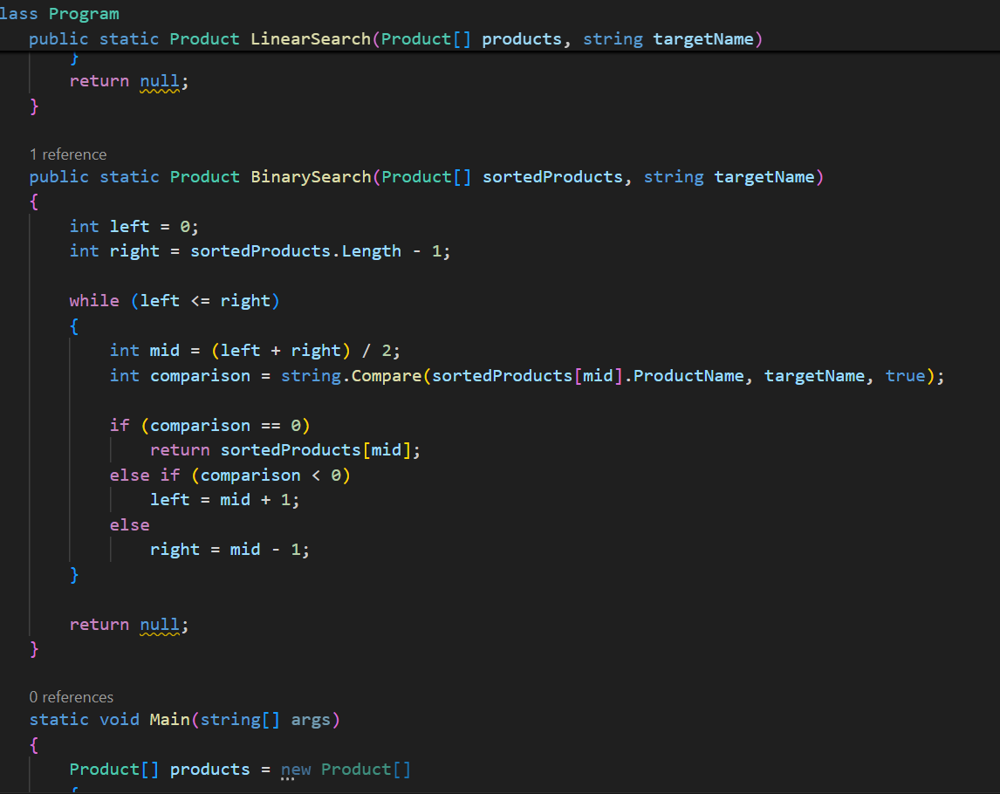 lass Program
public static Product LinearSearch(Product[] products, string targetName)
}
return null;
}
1 reference
public static Product BinarySearch(Product[] sortedProducts, string targetName)
{
int left = 0;
int right = sortedProducts.Length - 1;
while (left <= right)
{
int mid = (left + right) / 2;
int comparison = string.Compare(sortedProducts[mid].ProductName, targetName, true);
if (comparison == 0)
return sortedProducts[mid];
else if (comparison < 0)
left = mid + 1;
else
right = mid - 1;
}
return null;
}
0 references
static void Main(string[] args)
{
Product[] products = new Product[]
{